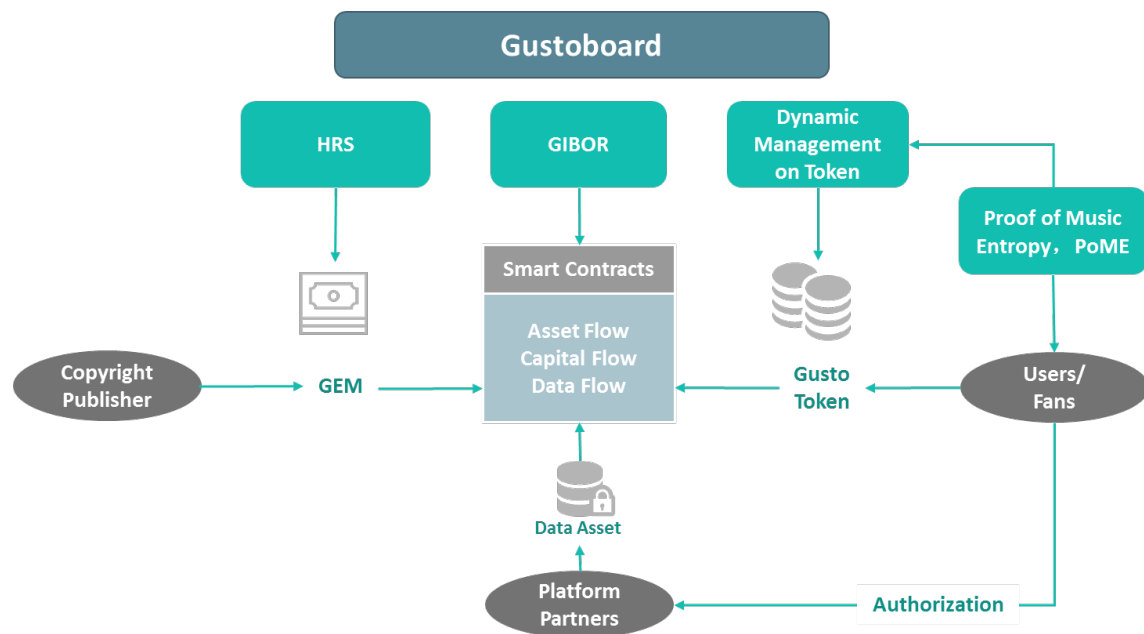 Gustoboard
HRS
GIBOR
Dynamic
Management
on Token
Proof of Music
Entropy，PoME
Smart Contracts
Asset Flow
Capital Flow
Data Flow
Copyright
Publisher
GEM
Gusto
Token
Users/
Fans
Data Asset
Platform
Partners
Authorization